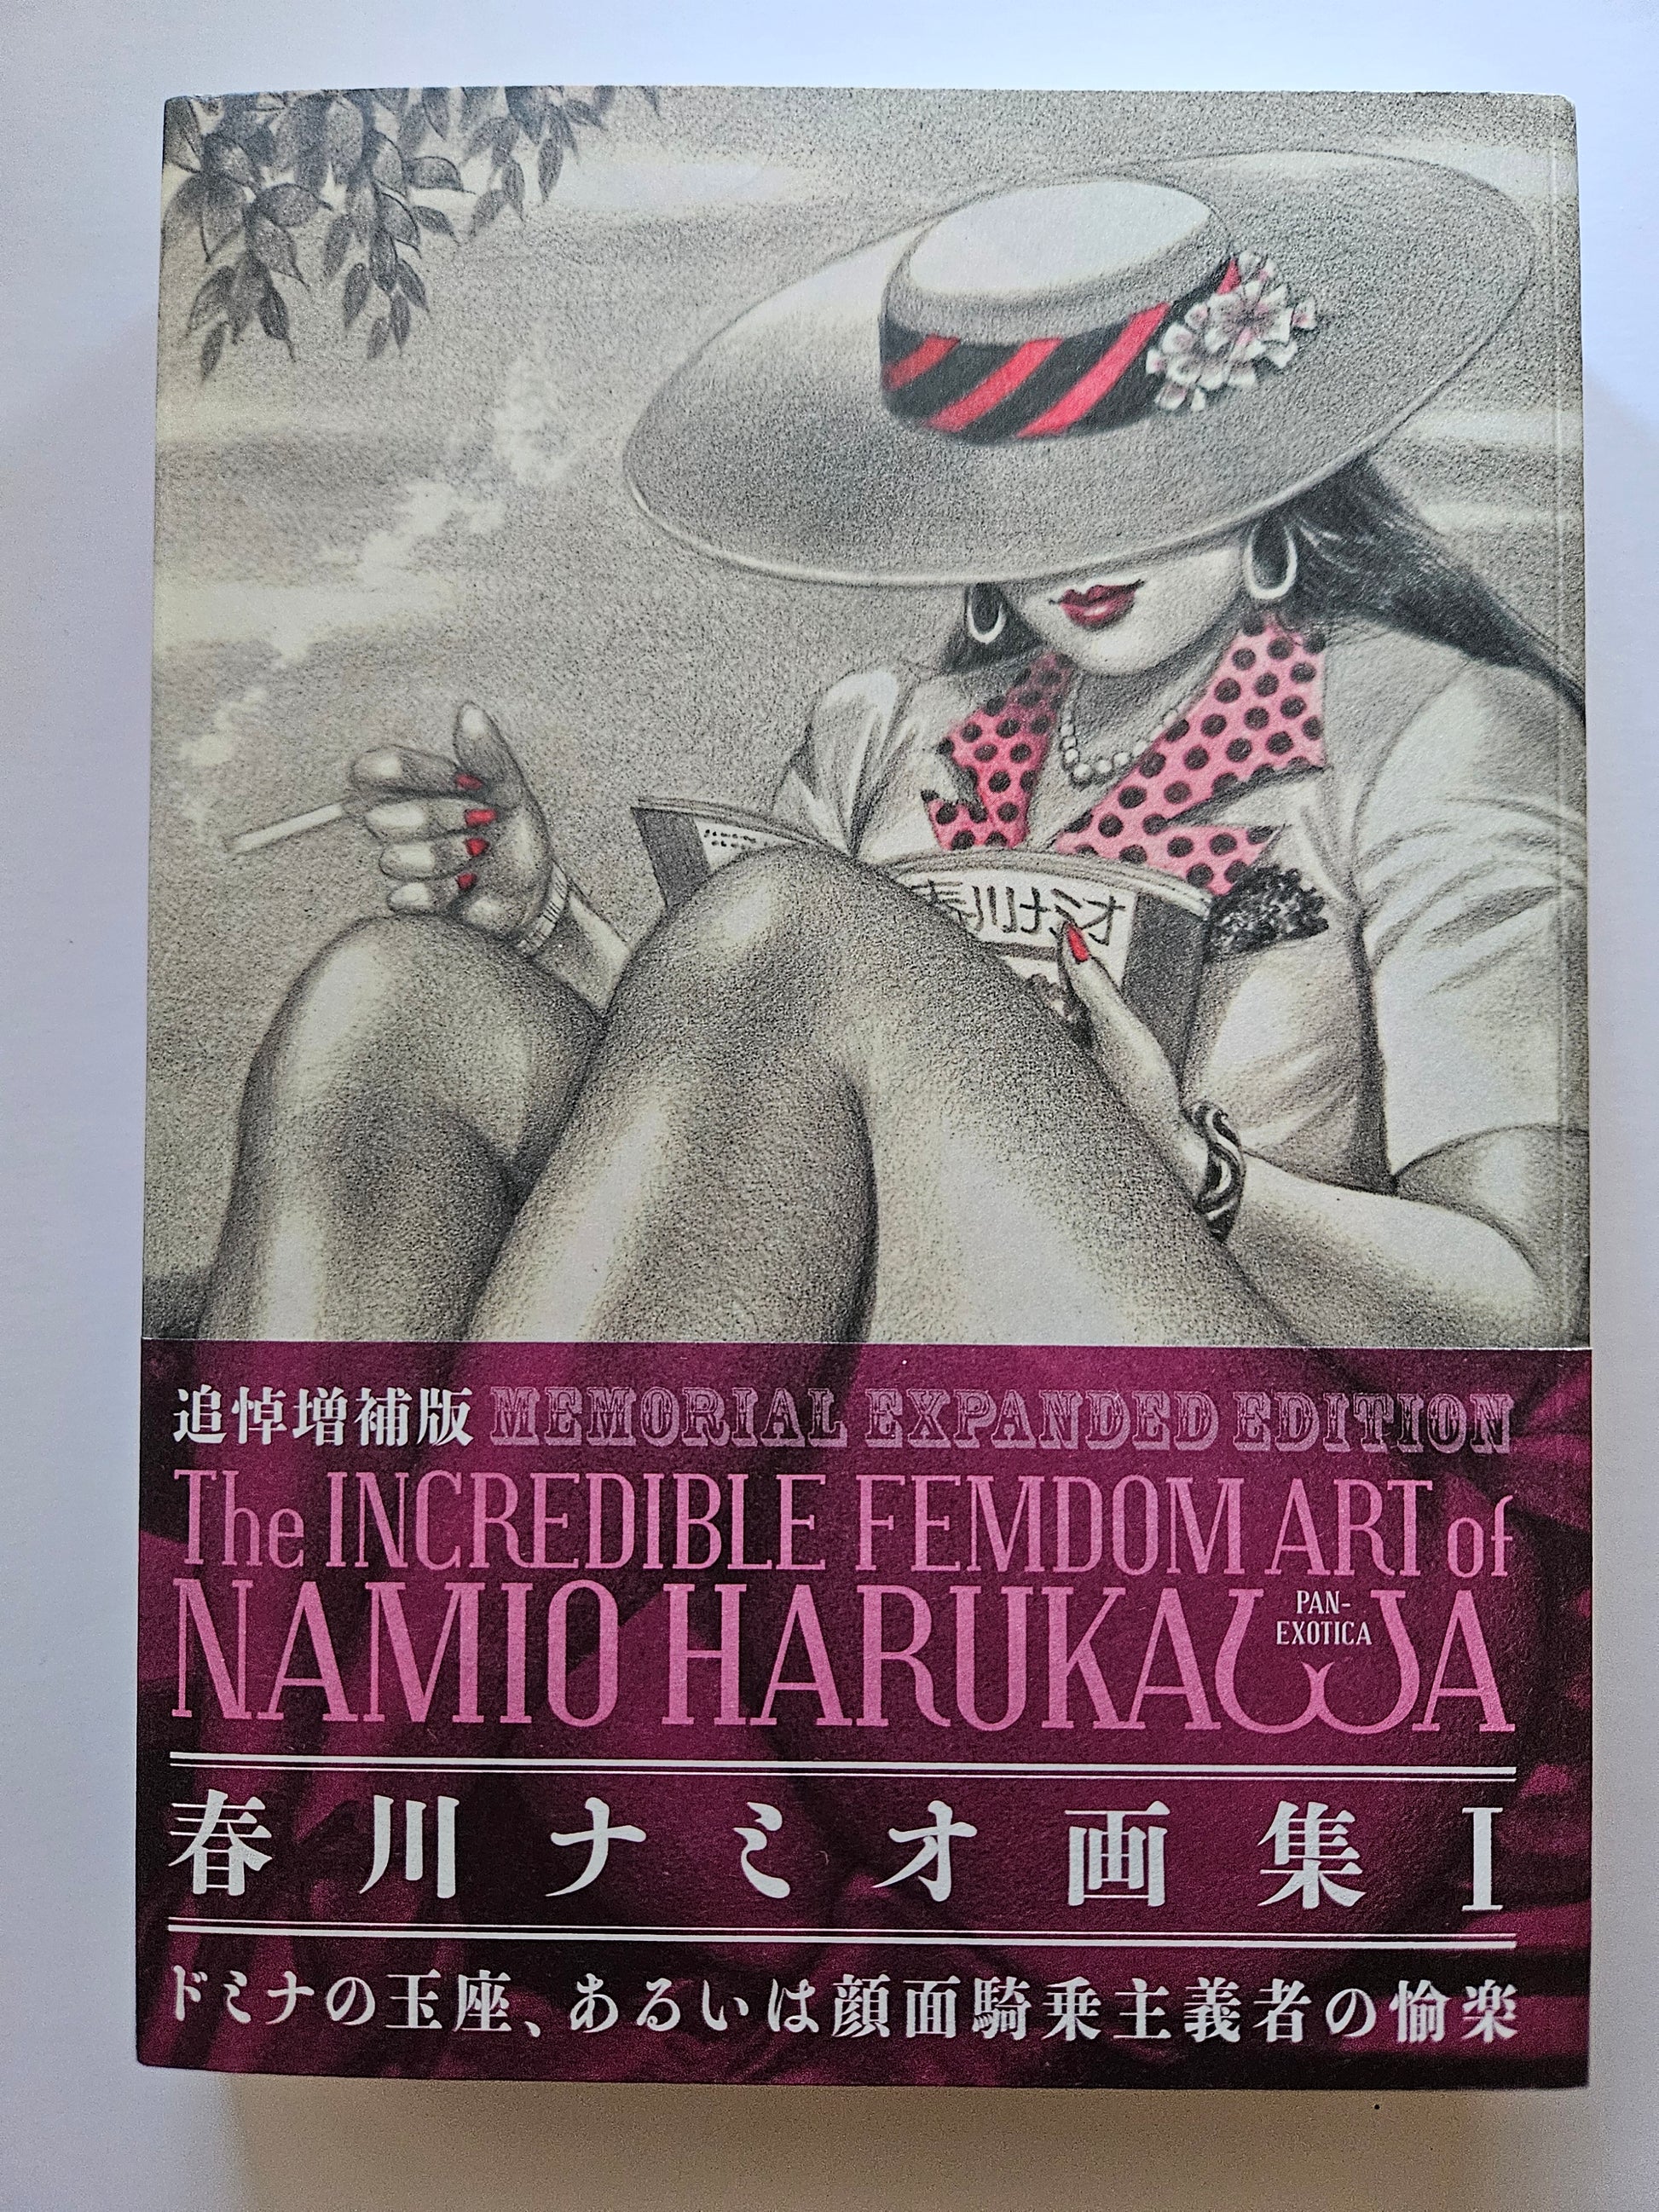 春川ナミオ
追悼増補版 MEMORIAL EXPANDED EDITION
The INCREDIBLE FEMDOM ART of
NAMIO HARUKAWA
PAN-
EXOTICA
春川ナミオ画集 I
ドミナの玉座、あるいは顔面騎乗主義者の愉楽